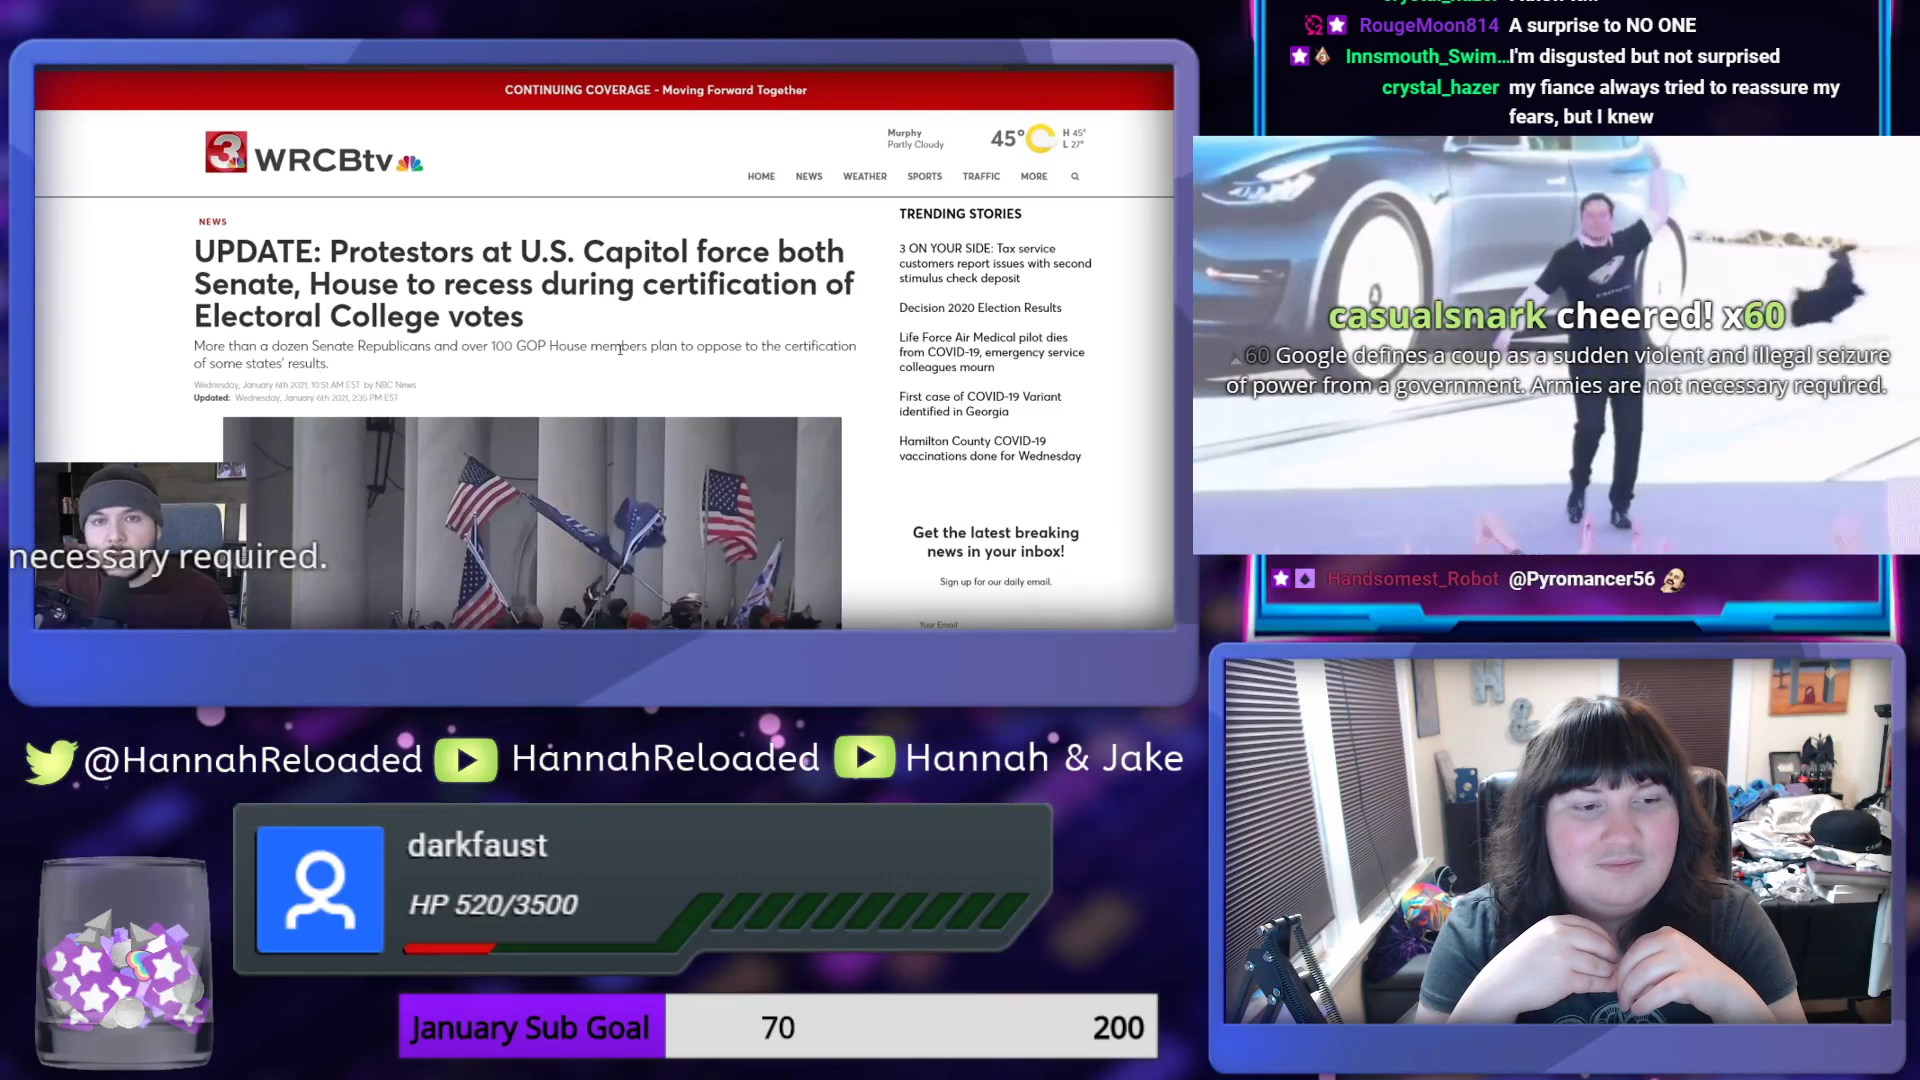 CONTINUING COVERAGE - Moving Forward Together
3 WRCBtv
Murphy
Partly Cloudy
45°
H 45°
L 27°
HOME NEWS WEATHER SPORTS TRAFFIC MORE
NEWS
UPDATE: Protestors at U.S. Capitol force both
Senate, House to recess during certification of
Electoral College votes
More than a dozen Senate Republicans and over 100 GOP House members plan to oppose to the certification
of some states' results.
Wednesday, January 6th 2021, 10:51 AM EST by NBC News
Updated: Wednesday, January 6th 2021, 2:35 PM EST
TRENDING STORIES
3 ON YOUR SIDE: Tax service
customers report issues with second
stimulus check deposit
Decision 2020 Election Results
Life Force Air Medical pilot dies
from COVID-19, emergency service
colleagues mourn
First case of COVID-19 Variant
identified in Georgia
Hamilton County COVID-19
vaccinations done for Wednesday
Get the latest breaking
news in your inbox!
Sign up for our daily email.
Your Email
necessary required.
RougeMoon814 A surprise to NO ONE
Innsmouth_Swim... I'm disgusted but not surprised
crystal_hazer my fiance always tried to reassure my
fears, but I knew
casualsnark cheered! x60
60 Google defines a coup as a sudden violent and illegal seizure
of power from a government. Armies are not necessary required.
Handsomest_Robot @Pyromancer56
@HannahReloaded HannahReloaded Hannah & Jake
darkfaust
HP 520/3500
January Sub Goal 70 200